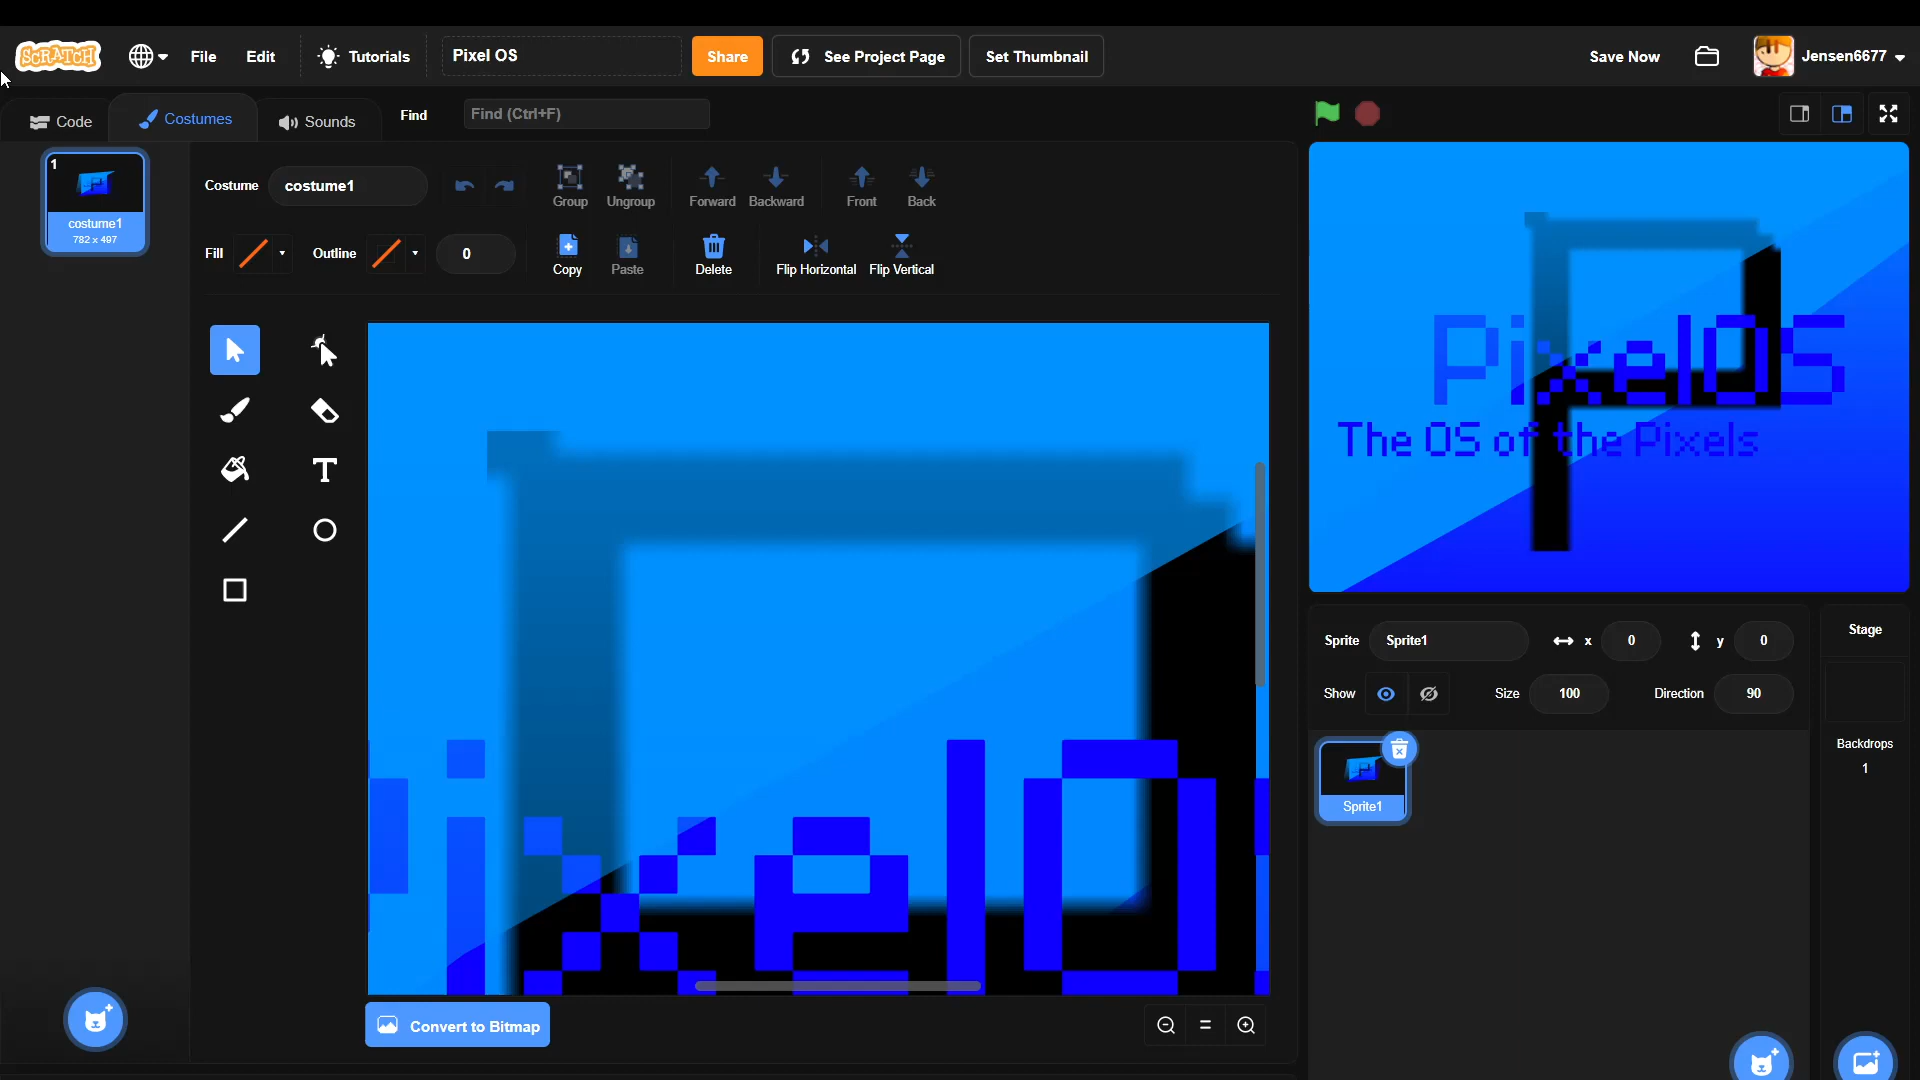 SCRATCH File Edit Tutorials Pixel OS Share See Project Page Set Thumbnail Save Now Jensen6677
Code Costumes Sounds Find Find (Ctrl+F)
1
costume1
782 x 497
Costume costume1 Group Ungroup Forward Backward Front Back
Fill Outline 0 Copy Paste Delete Flip Horizontal Flip Vertical
T
PixelOS
The OS of the Pixels
ixelO
Convert to Bitmap
Sprite Sprite1 x 0 y 0
Show Size 100 Direction 90
Sprite1
Stage
Backdrops
1